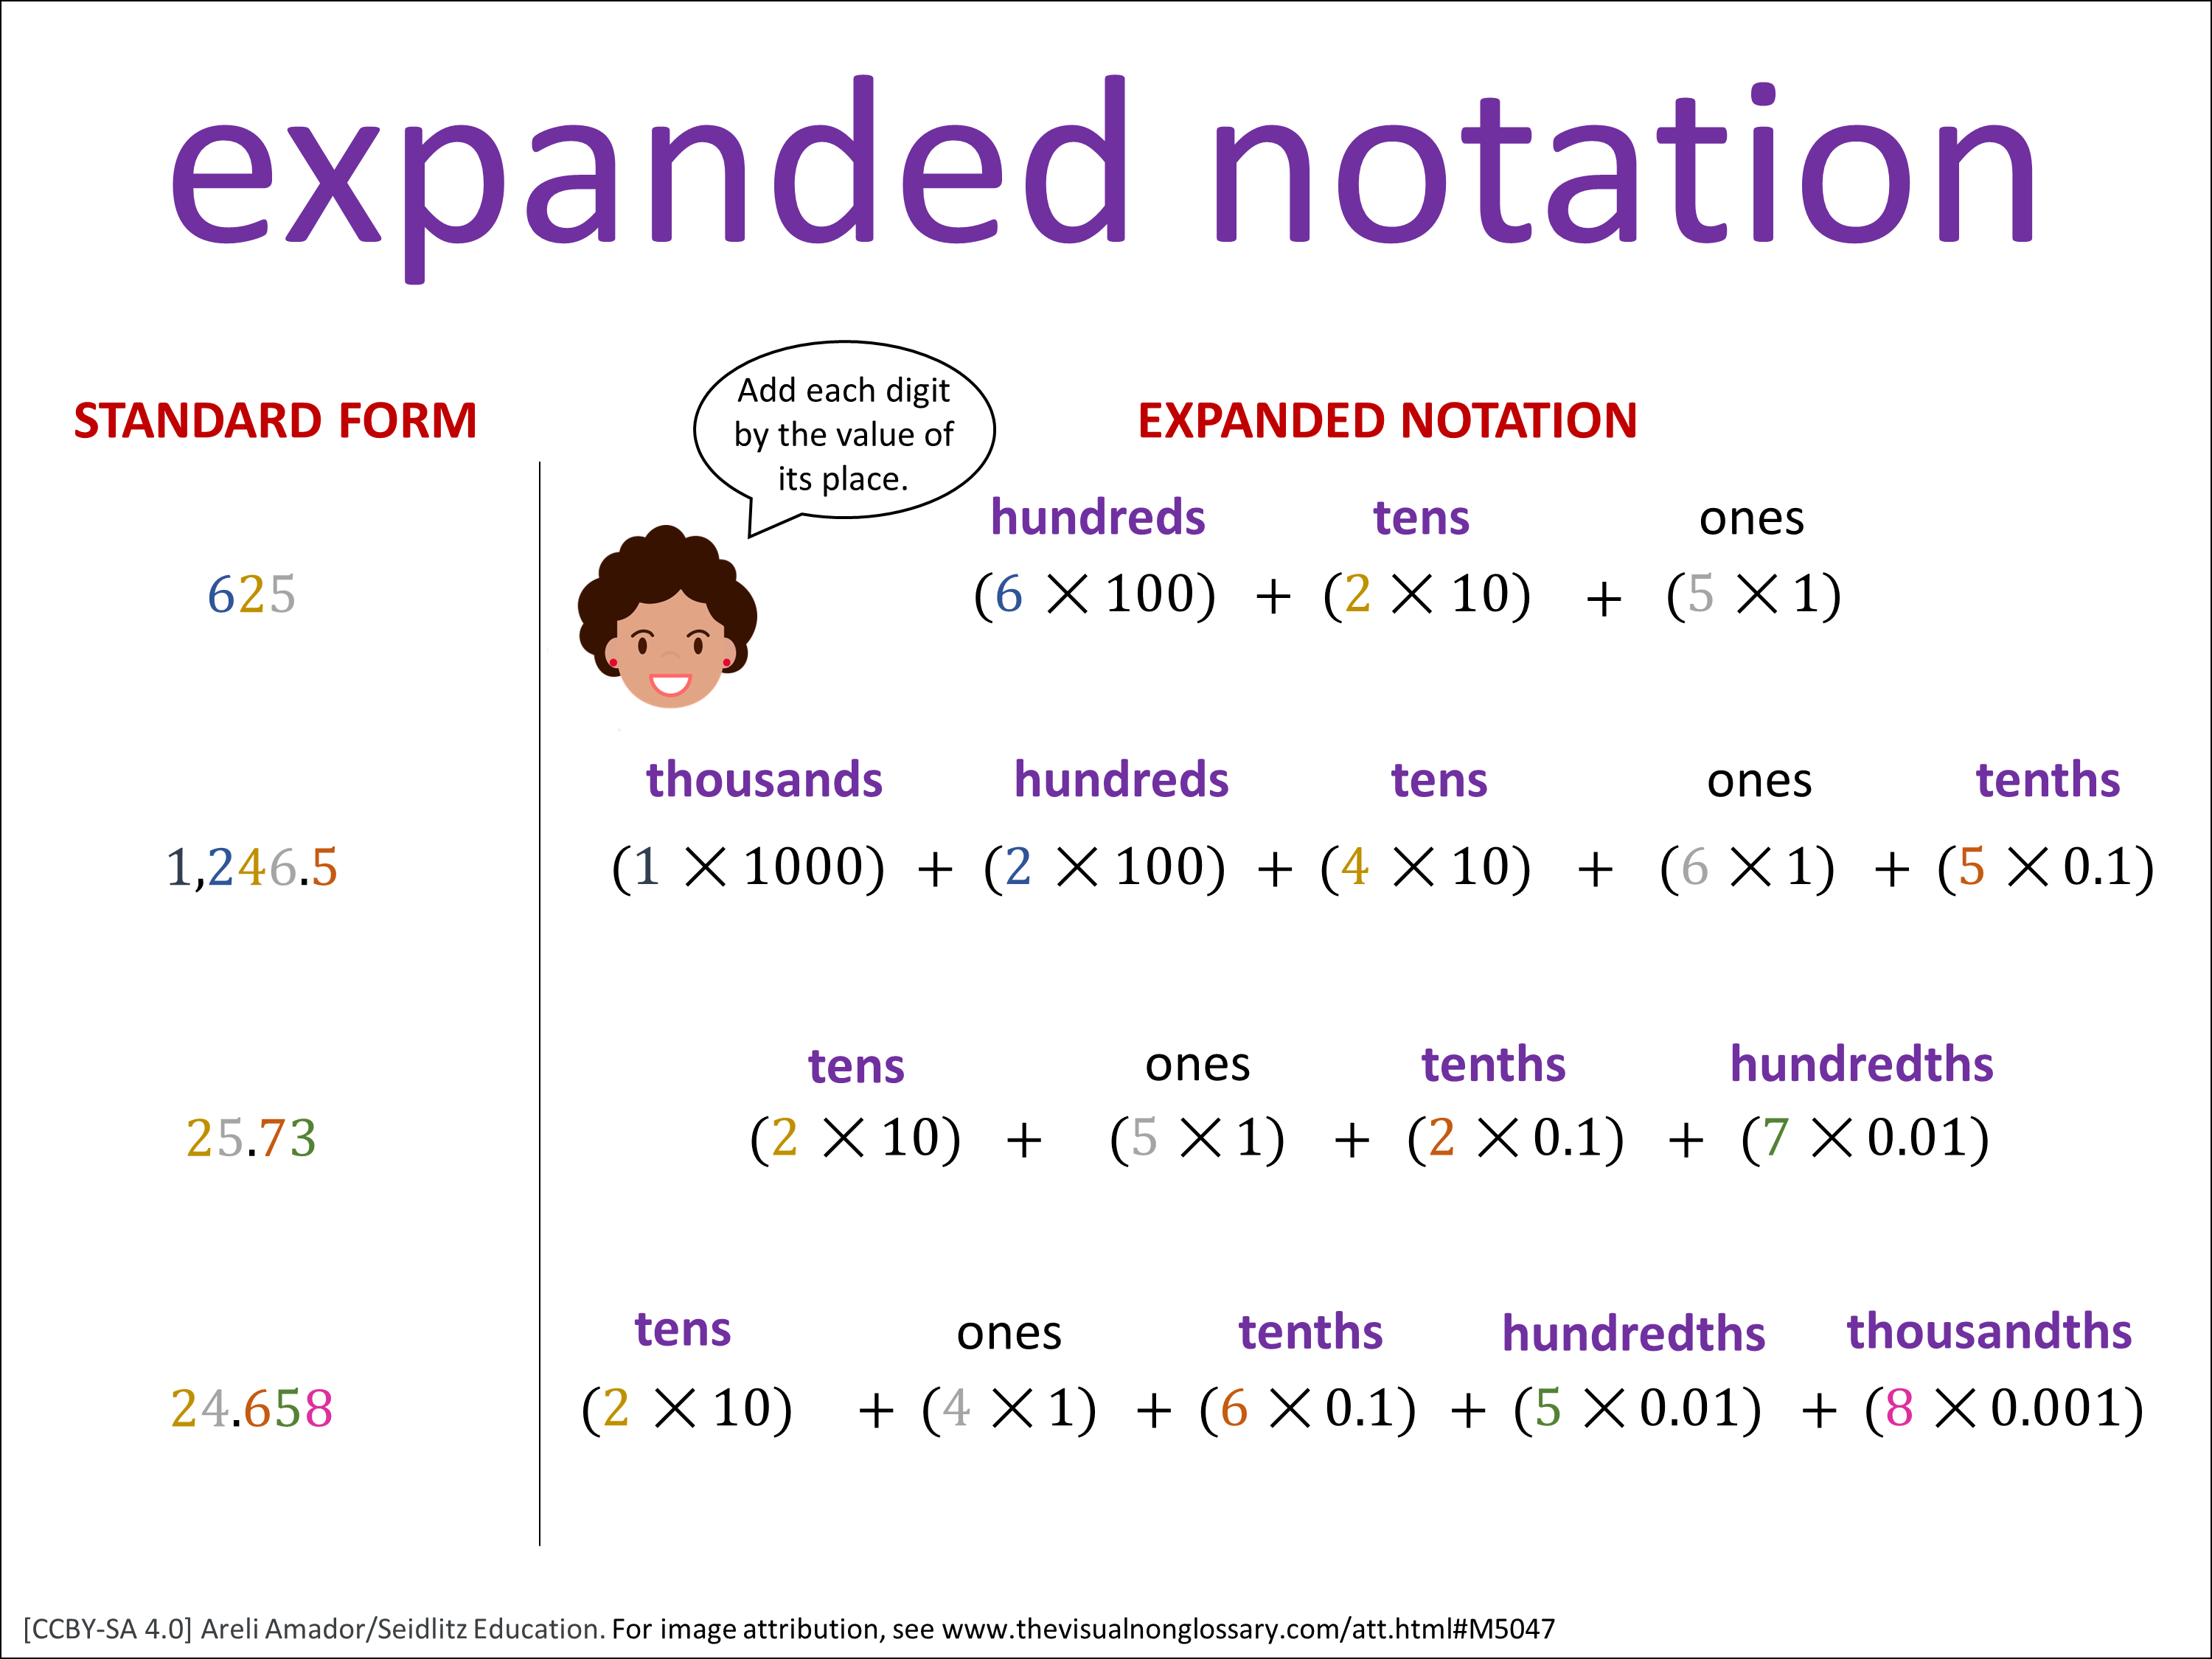 expanded notation
Add each digit
by the value of
its place.
STANDARD FORM
EXPANDED NOTATION
hundreds tens ones
625
(6 × 100) + (2 × 10) + (5 × 1)
thousands hundreds tens ones tenths
1,246.5
(1 × 1000) + (2 × 100) + (4 × 10) + (6 × 1) + (5 × 0.1)
tens ones tenths hundredths
25.73
(2 × 10) + (5 × 1) + (2 × 0.1) + (7 × 0.01)
tens ones tenths hundredths thousandths
24.658
(2 × 10) + (4 × 1) + (6 × 0.1) + (5 × 0.01) + (8 × 0.001)
[CCBY-SA 4.0] Areli Amador/Seidlitz Education. For image attribution, see www.thevisualnonglossary.com/att.html#M5047